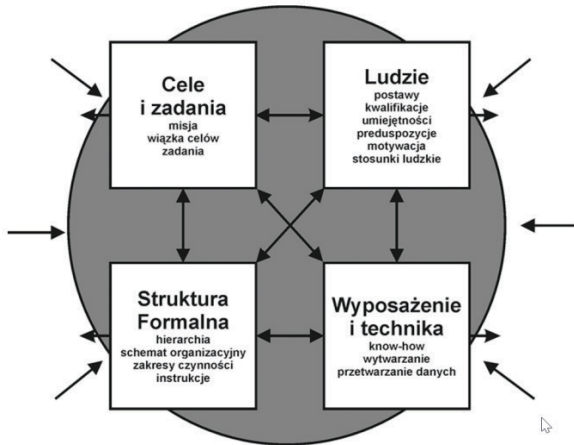 Cele
i zadania
misja
wiązka celów
zadania
Ludzie
postawy
kwalifikacje
umiejętności
preduspozycje
motywacja
stosunki ludzkie
Struktura
Formalna
hierarchia
schemat organizacyjny
zakresy czynności
instrukcje
Wyposażenie
i technika
know-how
wytwarzanie
przetwarzanie danych